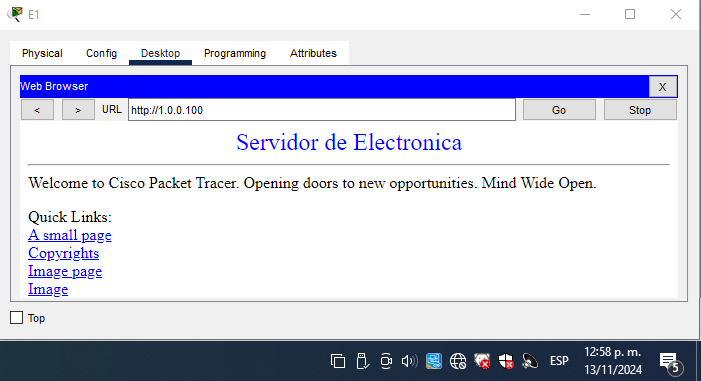 E1
Physical Config Desktop Programming Attributes
Web Browser X
< > URL http://1.0.0.100 Go Stop
Servidor de Electronica
Welcome to Cisco Packet Tracer. Opening doors to new opportunities. Mind Wide Open.
Quick Links:
A small page
Copyrights
Image page
Image
Top
ESP
12:58 p. m.
13/11/2024
5